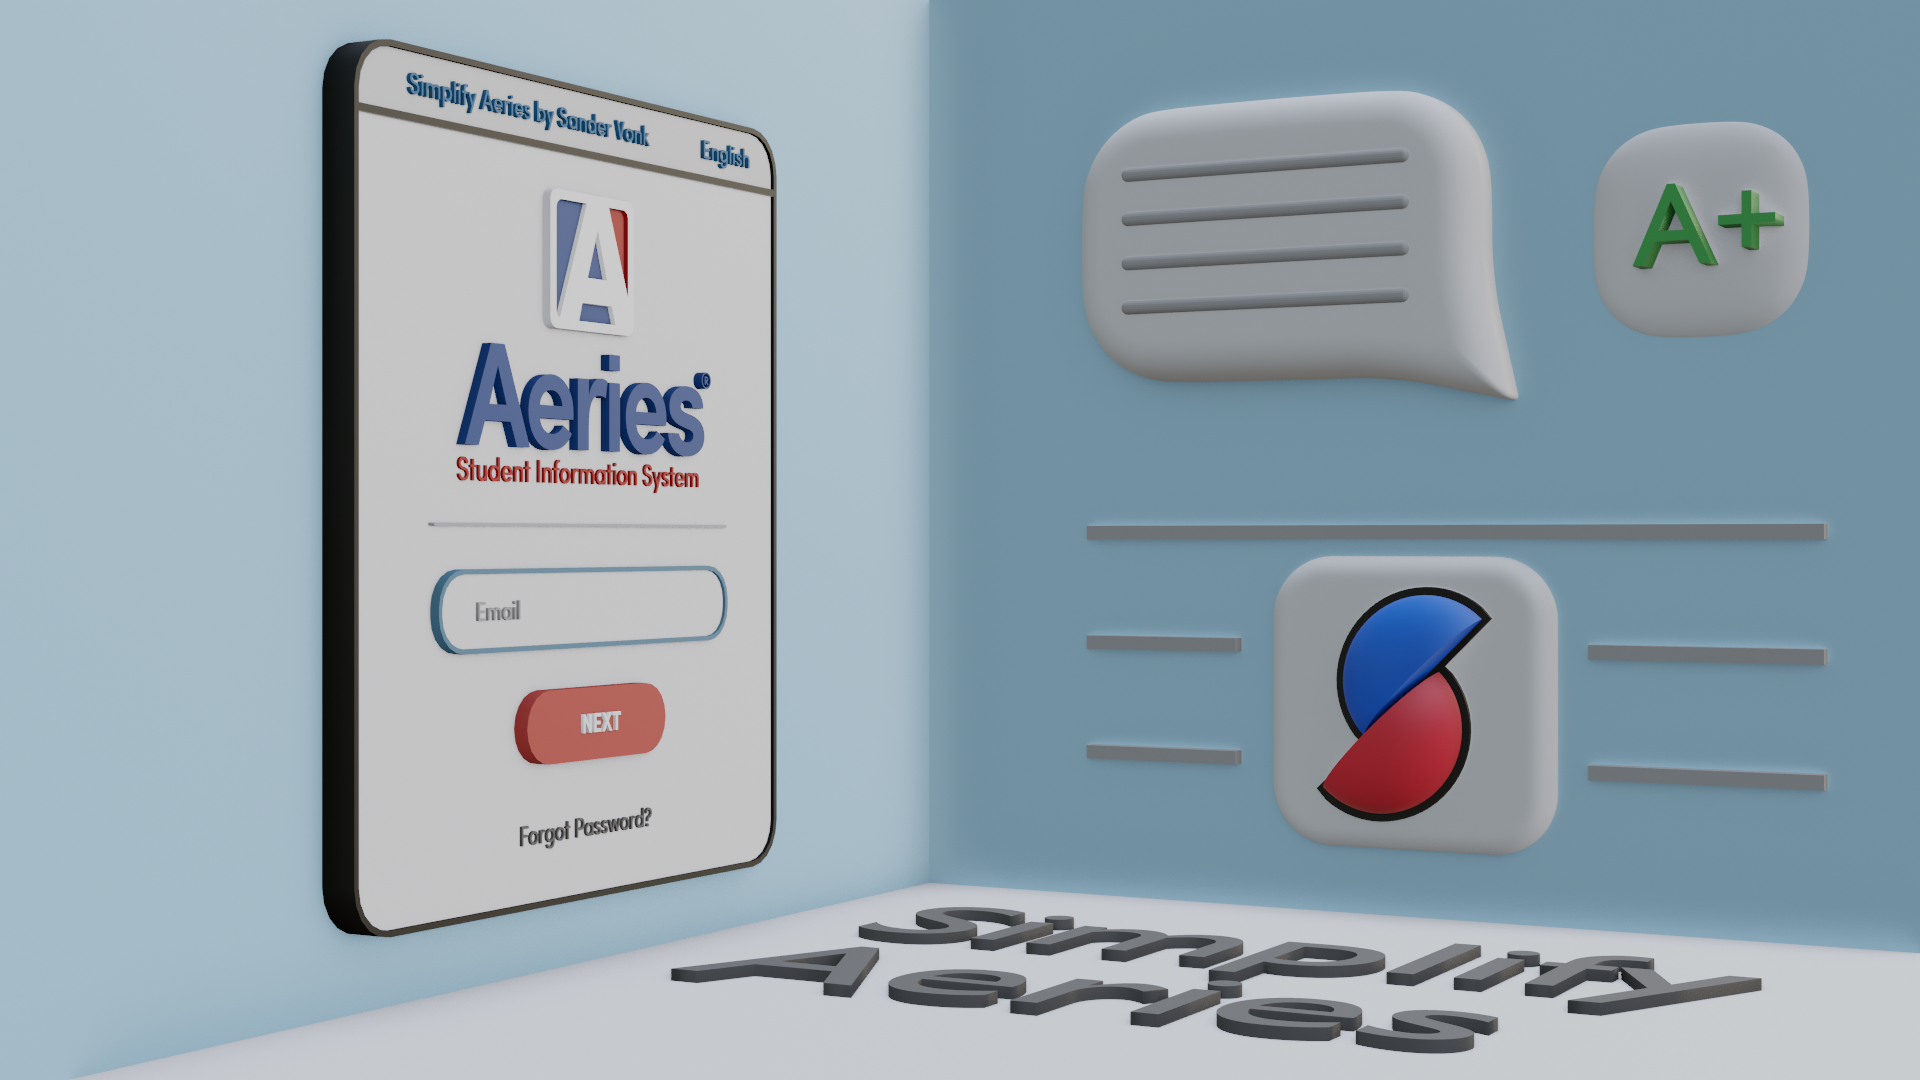 Simplify Aeries by Sander Vonk
English
A
Aeries®
Student Information System
Email
NEXT
Forgot Password?
A+
S
Simplify
Aeries